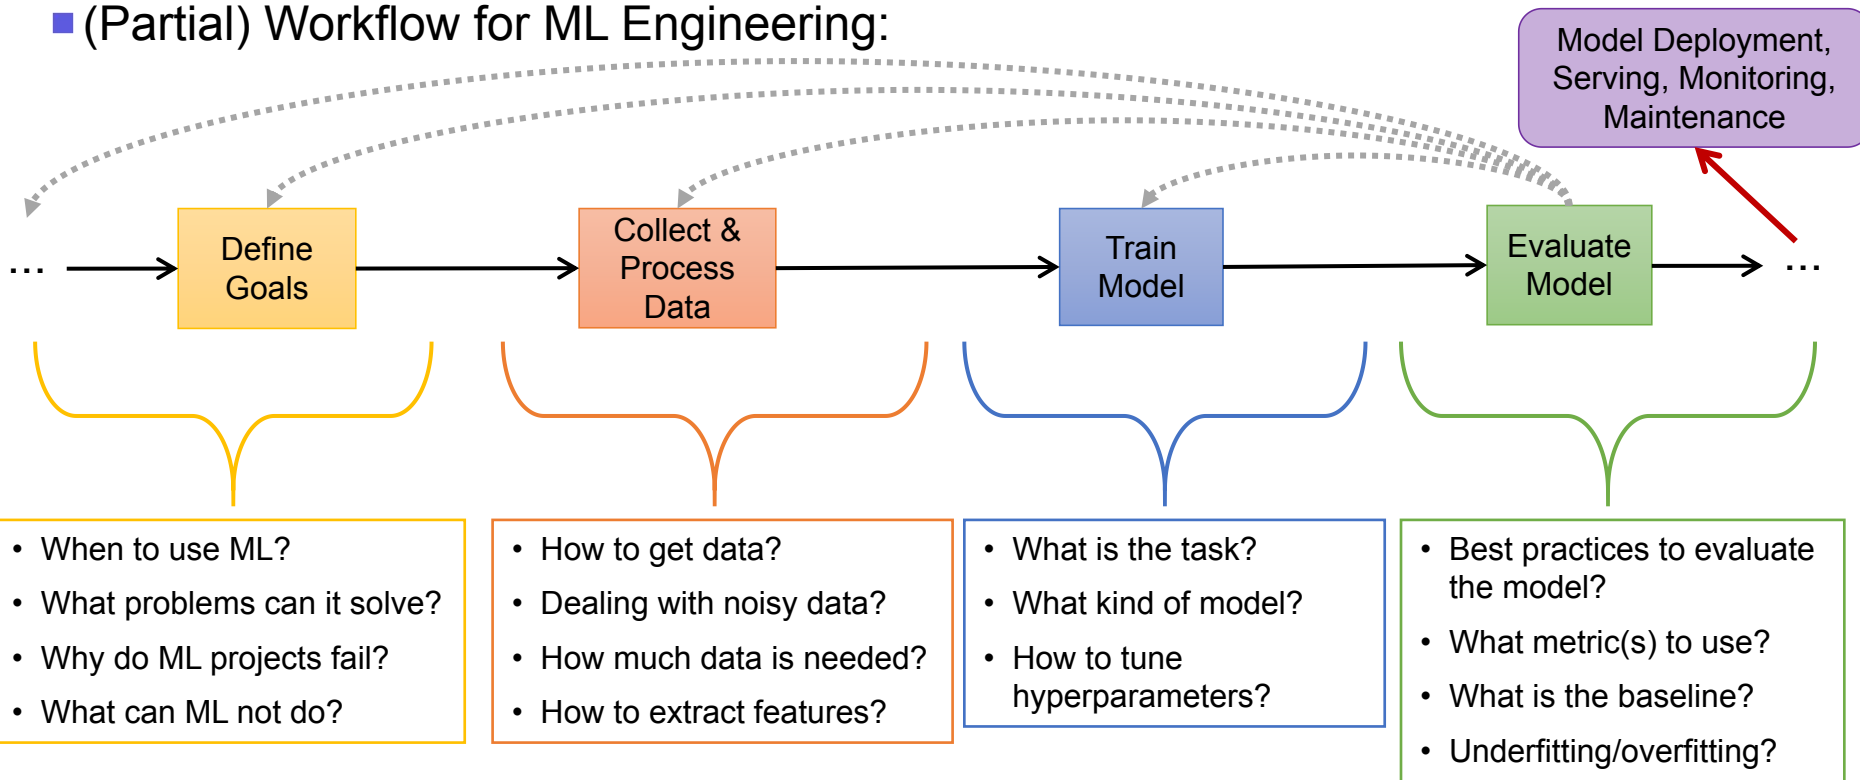 (Partial) Workflow for ML Engineering:
Model Deployment,
Serving, Monitoring,
Maintenance
...
Define
Goals
Collect &
Process
Data
Train
Model
Evaluate
Model
...
• When to use ML?
• What problems can it solve?
• Why do ML projects fail?
• What can ML not do?
• How to get data?
• Dealing with noisy data?
• How much data is needed?
• How to extract features?
• What is the task?
• What kind of model?
• How to tune
hyperparameters?
• Best practices to evaluate
the model?
• What metric(s) to use?
• What is the baseline?
• Underfitting/overfitting?